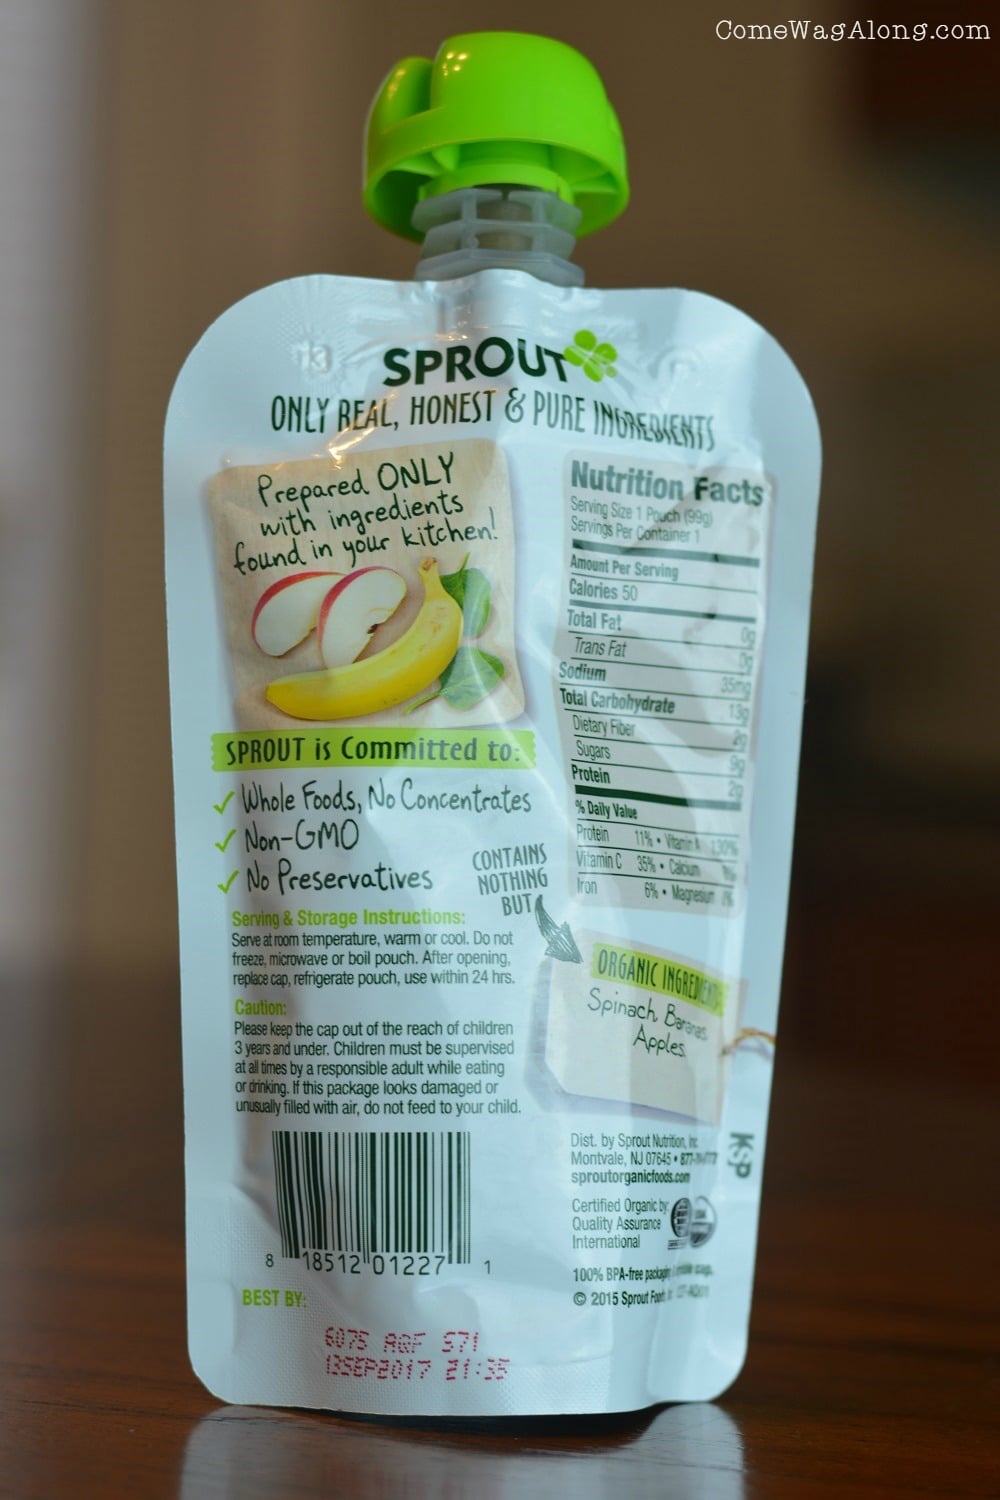 ComeWagAlong.com
13
SPROUT
ONLY REAL, HONEST & PURE INGREDIENTS
Prepared ONLY
with ingredients
found in your kitchen!
SPROUT is Committed to:
✓ Whole Foods, No Concentrates
✓ Non-GMO
✓ No Preservatives
CONTAINS
NOTHING
BUT
Serving & Storage Instructions:
Serve at room temperature, warm or cool. Do not
freeze, microwave or boil pouch. After opening,
replace cap, refrigerate pouch, use within 24 hrs.
Caution:
Please keep the cap out of the reach of children
3 years and under. Children must be supervised
at all times by a responsible adult while eating
or drinking. If this package looks damaged or
unusually filled with air, do not feed to your child.
8 18512 01227 1
BEST BY:
6075 AQF 571
13SEP2017 21:35
Nutrition Facts
Serving Size 1 Pouch (99g)
Servings Per Container 1
Amount Per Serving
Calories 50
Total Fat 0g
Trans Fat 0g
Sodium 35mg
Total Carbohydrate 13g
Dietary Fiber 2g
Sugars 9g
Protein 2g
% Daily Value
Protein 11% • Vitamin A 130%
Vitamin C 35% • Calcium
Iron 6% • Magnesium
ORGANIC INGREDIENTS
Spinach Bananas
Apples
Dist. by Sprout Nutrition, Inc
Montvale, NJ 07645 • 877-
sproutorganicfoods.com
KSP
Certified Organic by:
Quality Assurance
International
100% BPA-free
© 2015 Sprout